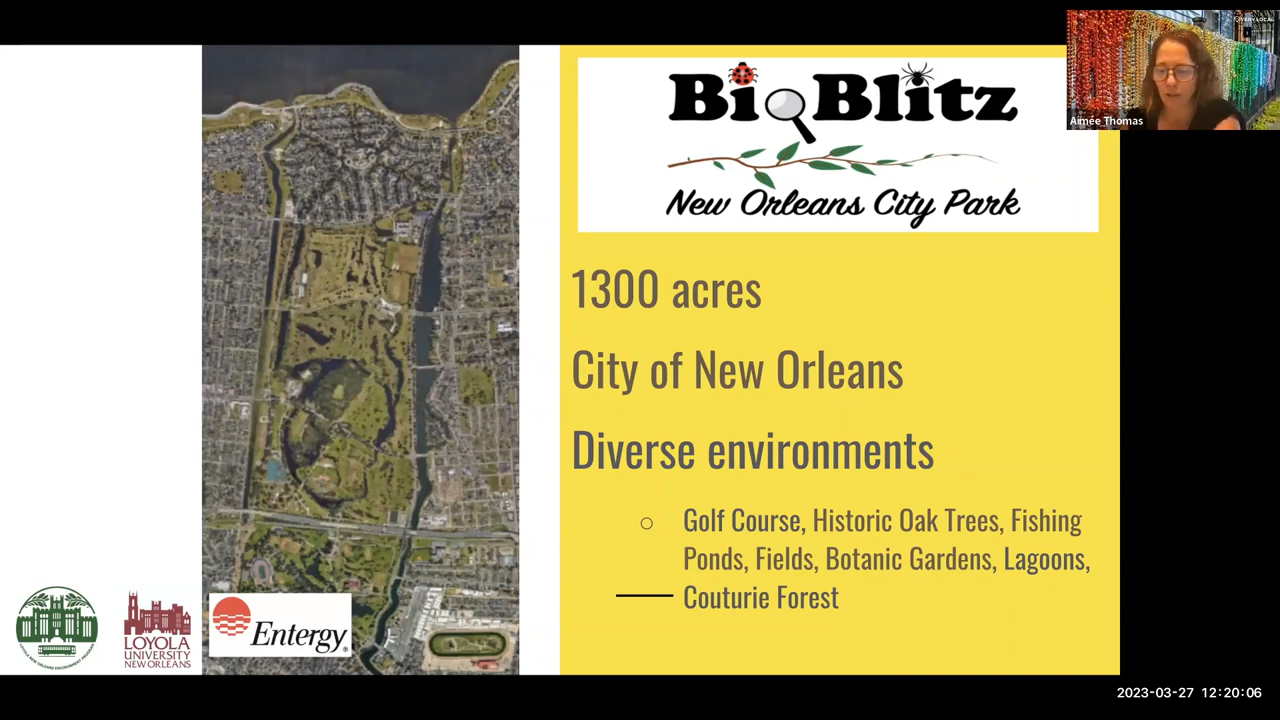 VERY LOCAL
Aimée Thomas
BioBlitz
New Orleans City Park
1300 acres
City of New Orleans
Diverse environments
Golf Course, Historic Oak Trees, Fishing
Ponds, Fields, Botanic Gardens, Lagoons,
Couturie Forest
LOYOLA
UNIVERSITY
NEW ORLEANS
Entergy
2023-03-27 12:20:06